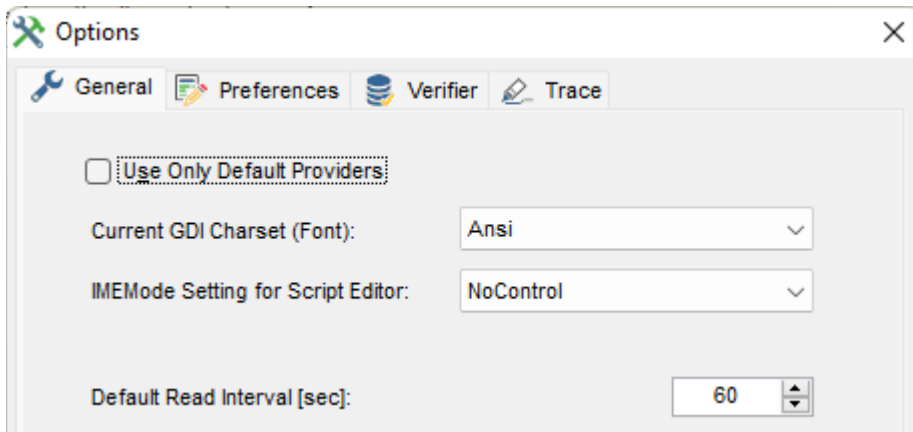 Options
General Preferences Verifier Trace
Use Only Default Providers
Current GDI Charset (Font): Ansi
IMEMode Setting for Script Editor: NoControl
Default Read Interval [sec]: 60